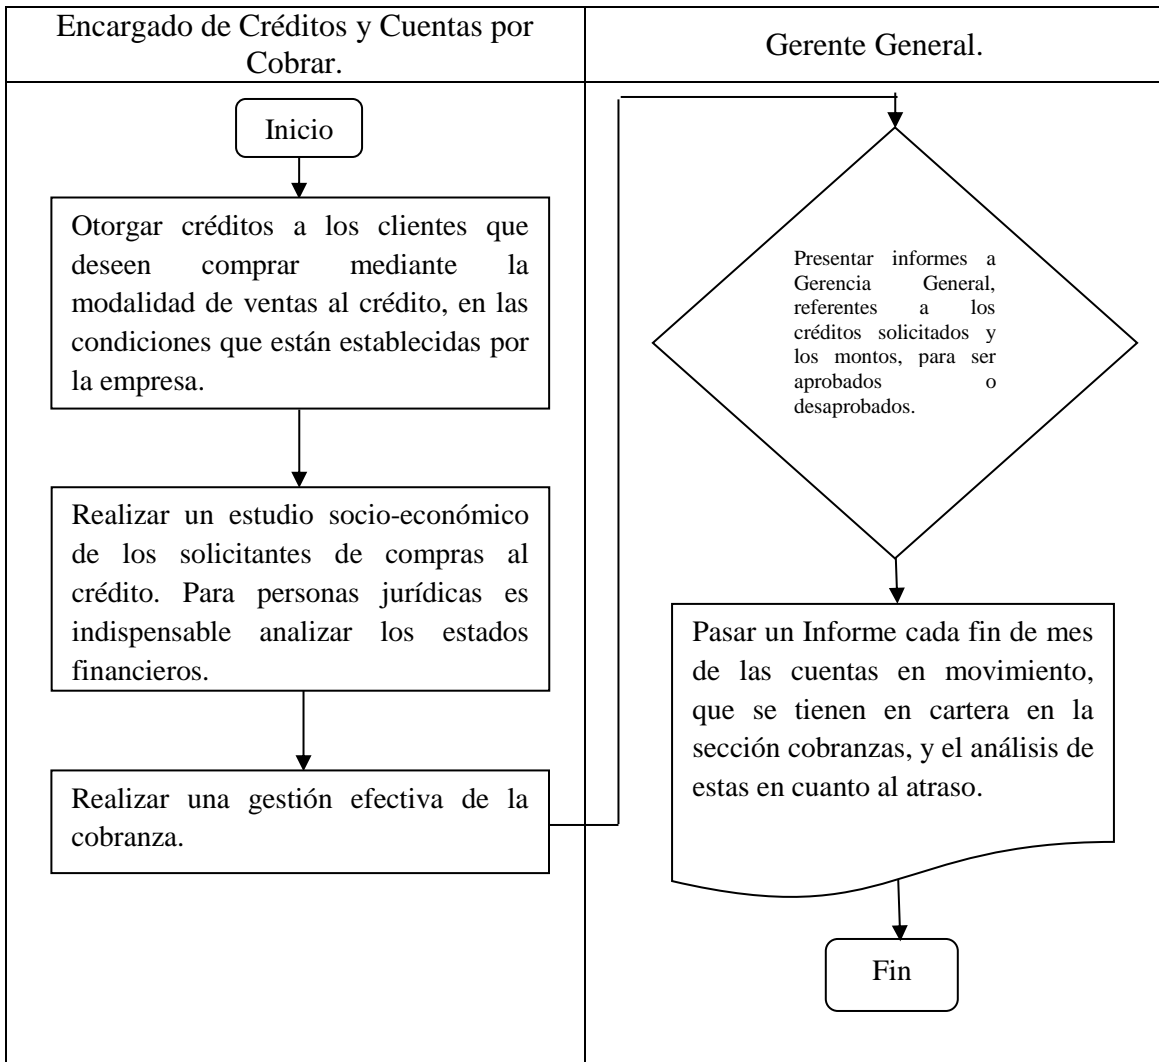 Encargado de Créditos y Cuentas por
Cobrar.
Gerente General.
Inicio
Otorgar créditos a los clientes que
deseen comprar mediante la
modalidad de ventas al crédito, en las
condiciones que están establecidas por
la empresa.
Realizar un estudio socio-económico
de los solicitantes de compras al
crédito. Para personas jurídicas es
indispensable analizar los estados
financieros.
Realizar una gestión efectiva de la
cobranza.
Presentar informes a
Gerencia General,
referentes a los
créditos solicitados y
los montos, para ser
aprobados o
desaprobados.
Pasar un Informe cada fin de mes
de las cuentas en movimiento,
que se tienen en cartera en la
sección cobranzas, y el análisis de
estas en cuanto al atraso.
Fin